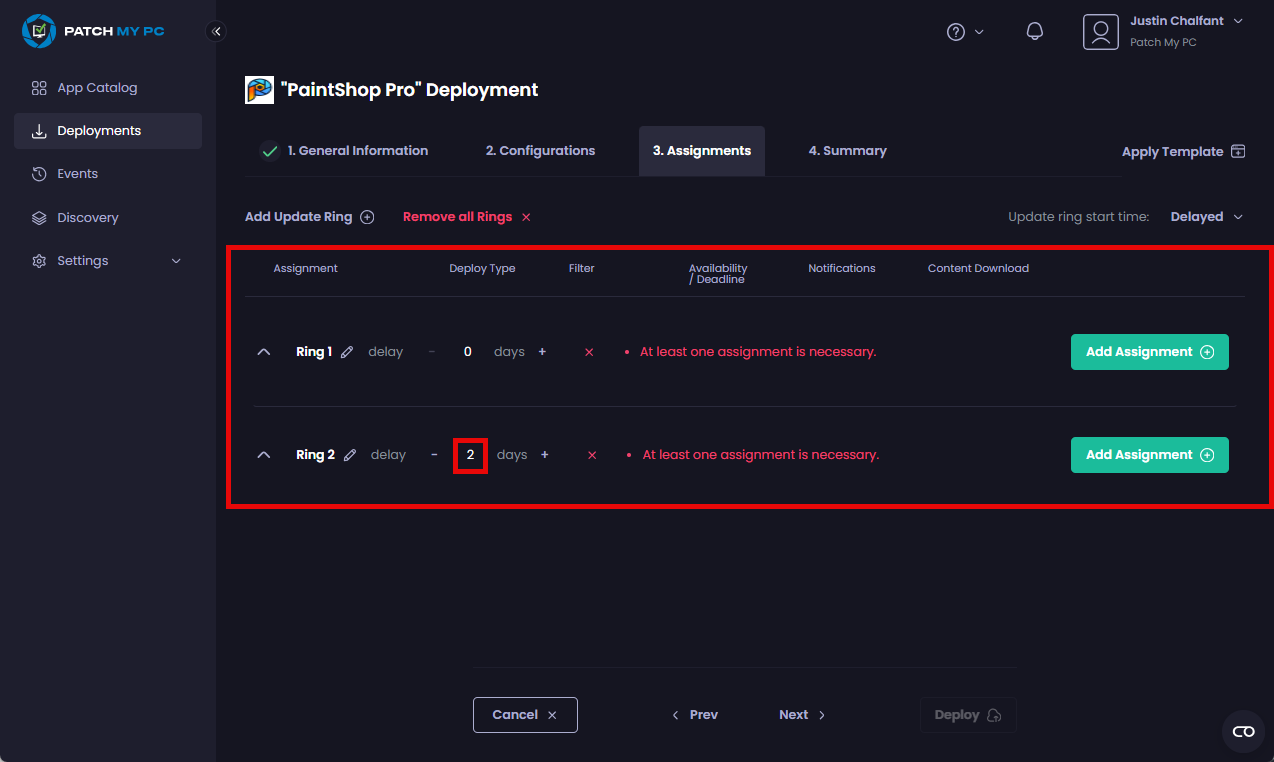 PATCH MY PC
Justin Chalfant
Patch My PC
App Catalog
Deployments
Events
Discovery
Settings
"PaintShop Pro" Deployment
1. General Information
2. Configurations
3. Assignments
4. Summary
Apply Template
Add Update Ring
Remove all Rings
Update ring start time:
Delayed
Assignment
Deploy Type
Filter
Availability
/ Deadline
Notifications
Content Download
Ring 1 delay - 0 days +
At least one assignment is necessary.
Add Assignment
Ring 2 delay - 2 days +
At least one assignment is necessary.
Add Assignment
Cancel
Prev
Next
Deploy